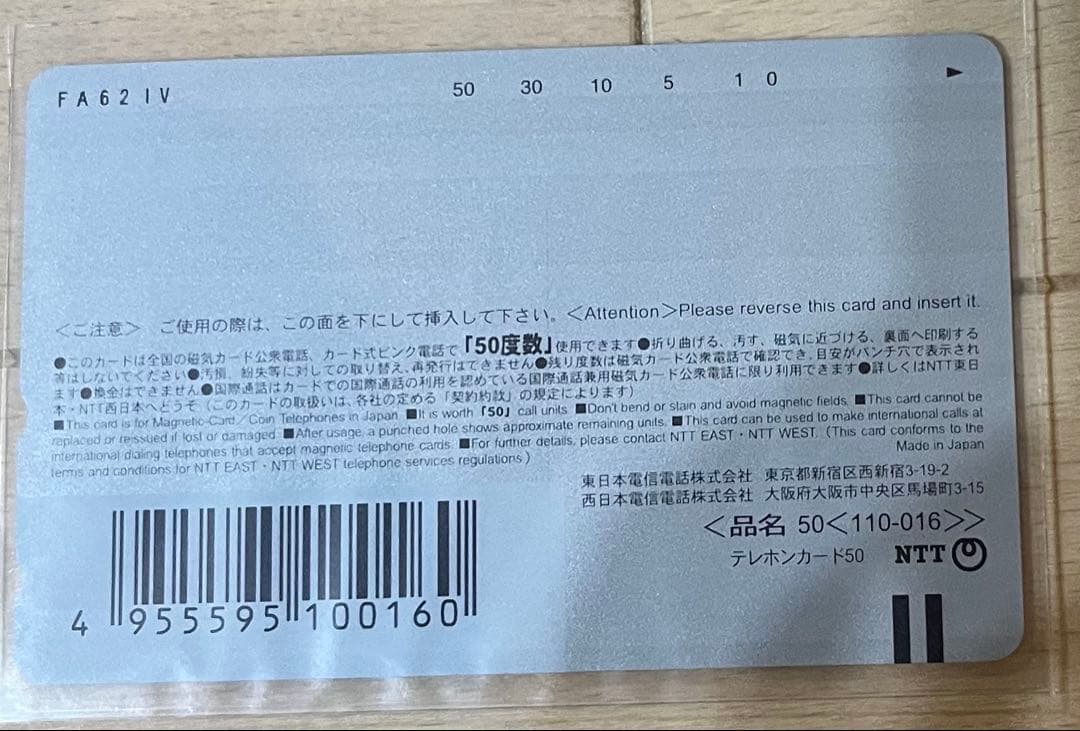 FA621V
50 30 10 5 1 0 ►
＜ご注意＞ ご使用の際は、この面を下にして挿入して下さい。＜Attention＞Please reverse this card and insert it.
●このカードは全国の磁気カード公衆電話、カード式ピンク電話で「50度数」使用できます●折り曲げる、汚す、磁気に近づける、裏面へ印刷する
等はしないでください●汚損、紛失等に対しての取り替え、再発行はできません●残り度数は磁気カード公衆電話で確認でき、目安がパンチ穴で表示され
ます●換金はできません●国際通話はカードでの国際通話の利用を認めている国際通話兼用磁気カード公衆電話に限り利用できます●詳しくはNTT東日
本・NTT西日本へどうぞ（このカードの取扱いは、各社の定める「契約約款」の規定によります）
■This card is for Magnetic-Card／Coin Telephones in Japan. ■It is worth「50」call units. ■Don't bend or stain and avoid magnetic fields. ■This card cannot be
replaced or reissued if lost or damaged. ■After usage, a punched hole shows approximate remaining units. ■This card can be used to make international calls at
international dialing telephones that accept magnetic telephone cards. ■For further details, please contact NTT EAST・NTT WEST. (This card conforms to the
terms and conditions for NTT EAST・NTT WEST telephone services regulations.)
Made in Japan
東日本電信電話株式会社 東京都新宿区西新宿3-19-2
西日本電信電話株式会社 大阪府大阪市中央区馬場町3-15
＜品名 50＜110-016＞＞
テレホンカード50 NTT
4 955595 100160